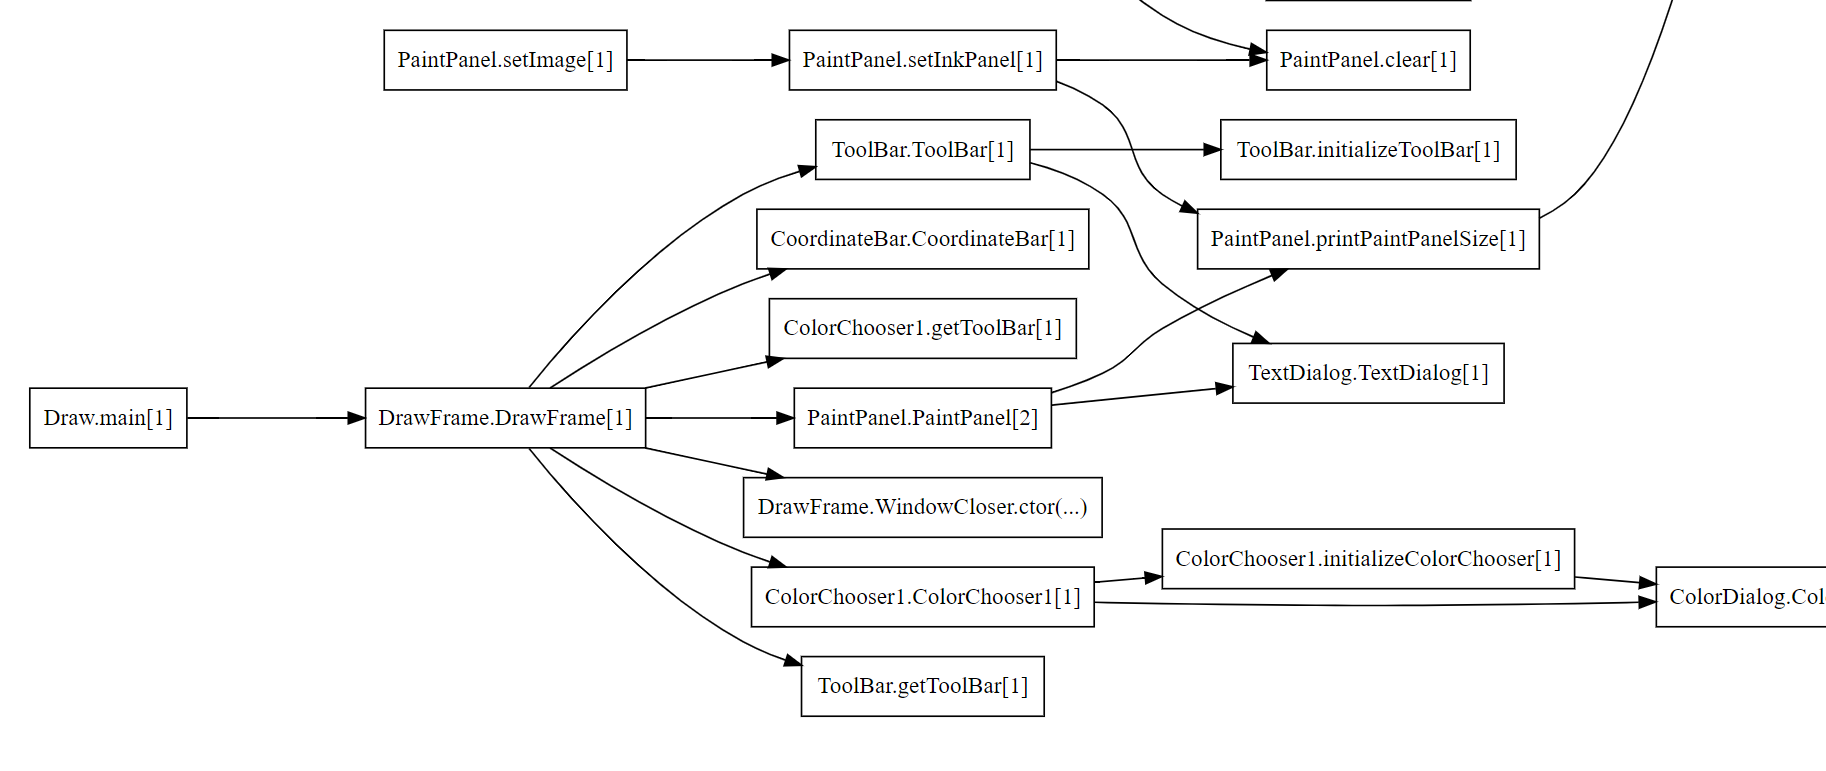 PaintPanel.setImage[1]
PaintPanel.setInkPanel[1]
PaintPanel.clear[1]
ToolBar.ToolBar[1]
ToolBar.initializeToolBar[1]
CoordinateBar.CoordinateBar[1]
PaintPanel.printPaintPanelSize[1]
ColorChooser1.getToolBar[1]
TextDialog.TextDialog[1]
Draw.main[1]
DrawFrame.DrawFrame[1]
PaintPanel.PaintPanel[2]
DrawFrame.WindowCloser.ctor(...)
ColorChooser1.initializeColorChooser[1]
ColorChooser1.ColorChooser1[1]
ColorDialog.Col
ToolBar.getToolBar[1]